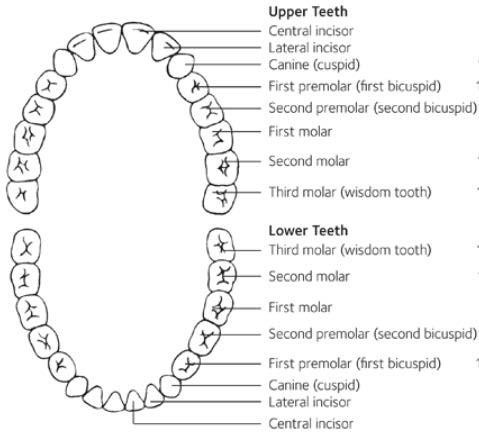 Upper Teeth
Central incisor
Lateral incisor
Canine (cuspid)
First premolar (first bicuspid)
Second premolar (second bicuspid)
First molar
Second molar
Third molar (wisdom tooth)
Lower Teeth
Third molar (wisdom tooth)
Second molar
First molar
Second premolar (second bicuspid)
First premolar (first bicuspid)
Canine (cuspid)
Lateral incisor
Central incisor